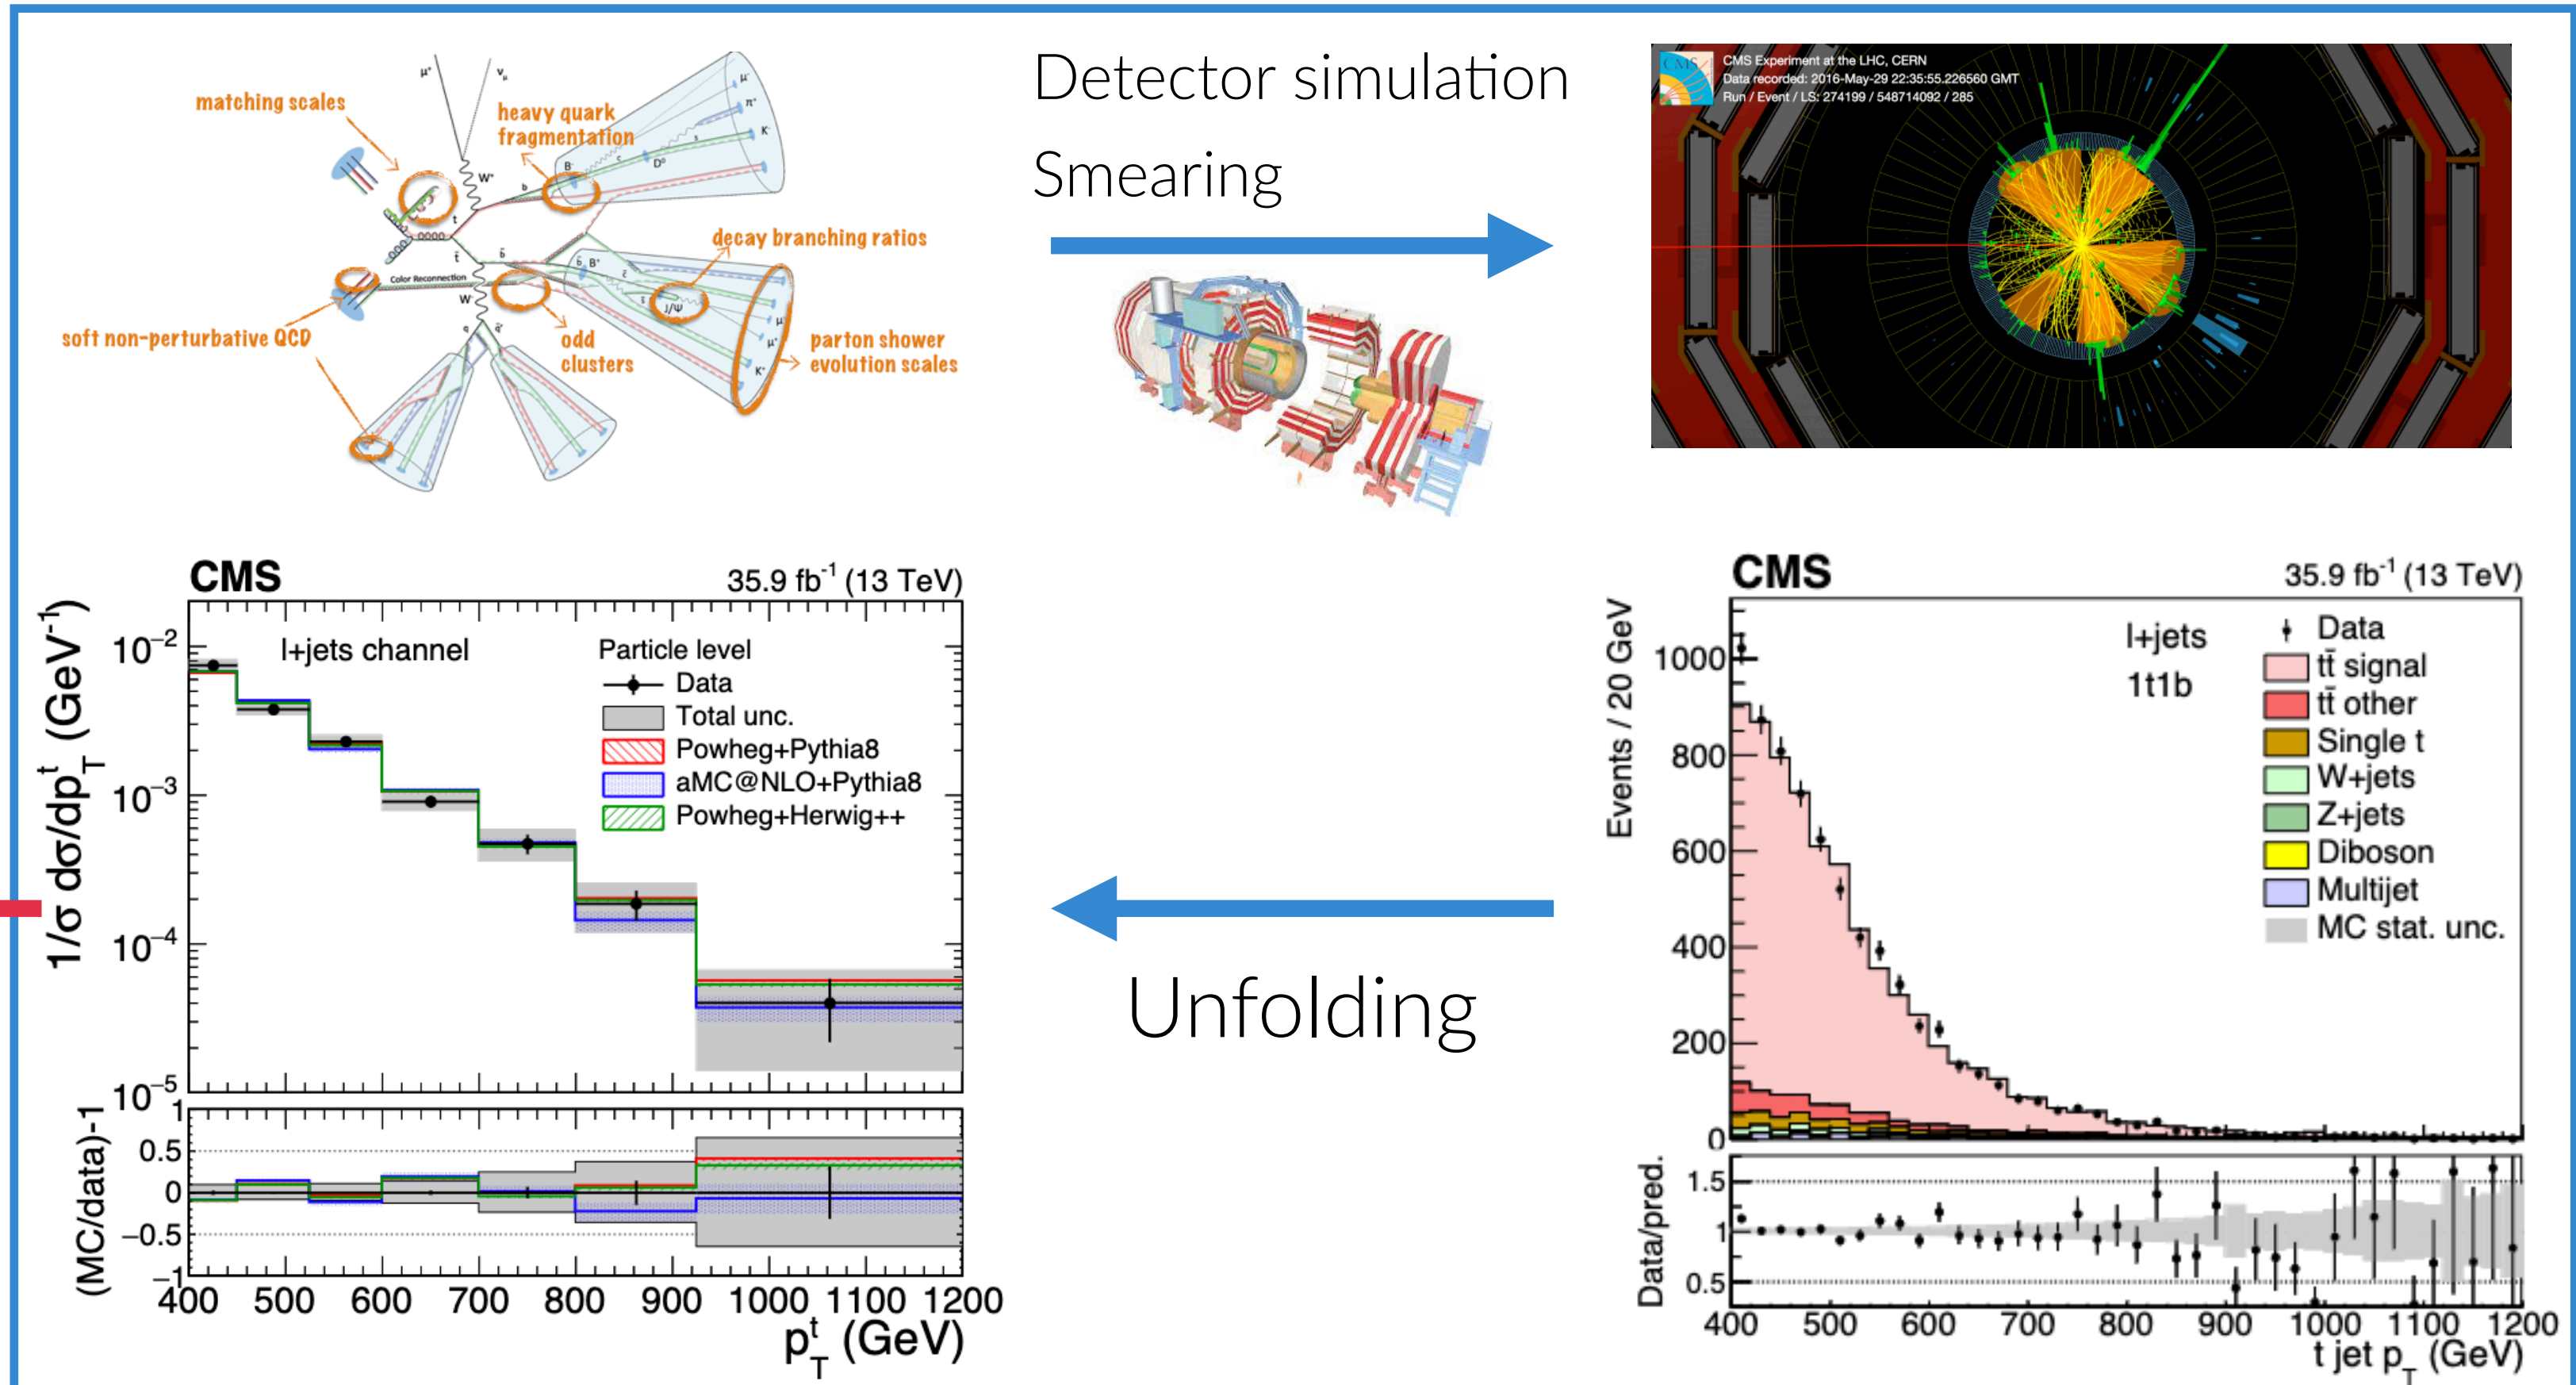 matching scales
heavy quark
fragmentation
decay branching ratios
Color Reconnection
soft non-perturbative QCD
odd
clusters
parton shower
evolution scales
μ⁺
W⁺
b
t
B⁻
c
D⁰
s
μ⁻
π⁺
K⁻
J/Ψ
W⁻
q
K⁺
Detector simulation
Smearing
CMS
CMS Experiment at the LHC, CERN
Data recorded: 2016-May-29 22:35:55.226560 GMT
Run / Event / LS: 274199 / 548714092 / 285
CMS 35.9 fb⁻¹ (13 TeV)
1/σ dσ/dp_T^t (GeV⁻¹)
l+jets channel
Particle level
Data
Total unc.
Powheg+Pythia8
aMC@NLO+Pythia8
Powheg+Herwig++
10⁻²
10⁻³
10⁻⁴
10⁻⁵
(MC/data)-1
1
0.5
0
−0.5
−1
400 500 600 700 800 900 1000 1100 1200
p_T^t (GeV)
Unfolding
CMS 35.9 fb⁻¹ (13 TeV)
Events / 20 GeV
l+jets
1t1b
Data
tt̄ signal
tt̄ other
Single t
W+jets
Z+jets
Diboson
Multijet
MC stat. unc.
1000
800
600
400
200
0
Data/pred.
1.5
1
0.5
400 500 600 700 800 900 1000 1100 1200
t jet p_T (GeV)